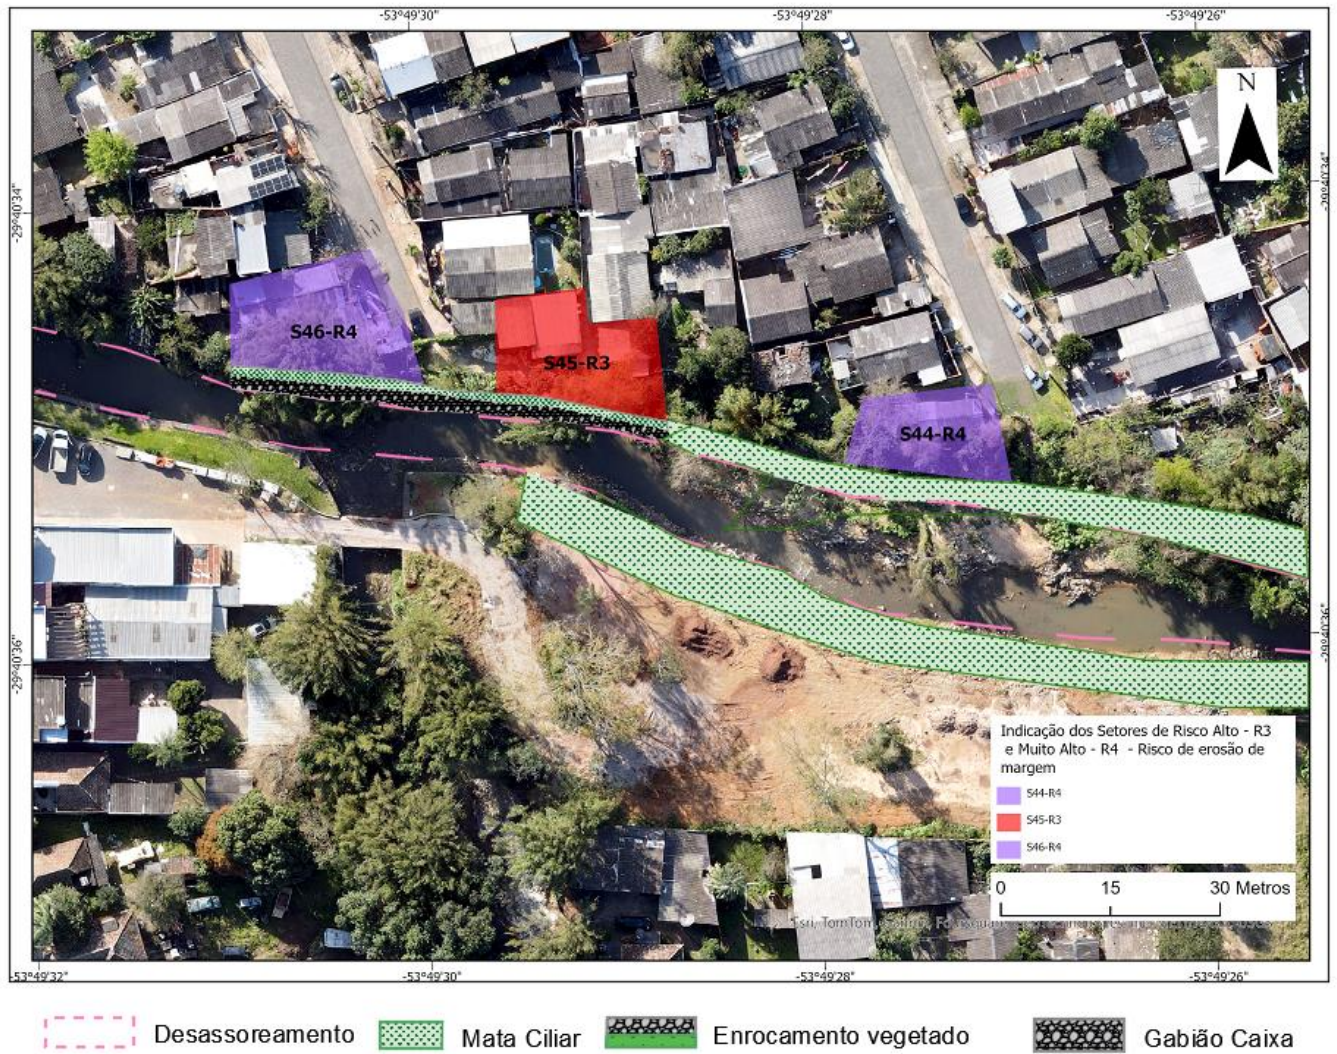 -53°49'30"
-53°49'28"
-53°49'26"
N
-29°40'34"
-29°40'34"
S46-R4
S45-R3
S44-R4
-29°40'36"
-29°40'36"
Indicação dos Setores de Risco Alto - R3
e Muito Alto - R4 - Risco de erosão de
margem
S44-R4
S45-R3
S46-R4
0 15 30 Metros
Esri, TomTom
-53°49'32"
-53°49'30"
-53°49'28"
-53°49'26"
Desassoreamento
Mata Ciliar
Enrocamento vegetado
Gabião Caixa